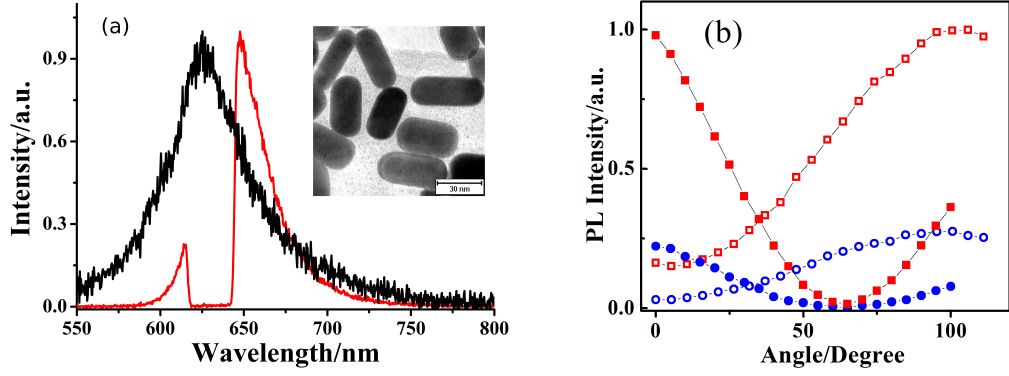 (a)
Intensity/a.u.
0.9
0.6
0.3
0.0
550
600
650
700
750
800
Wavelength/nm
30 nm
(b)
PL Intensity/a.u.
1.0
0.5
0.0
0
50
100
Angle/Degree